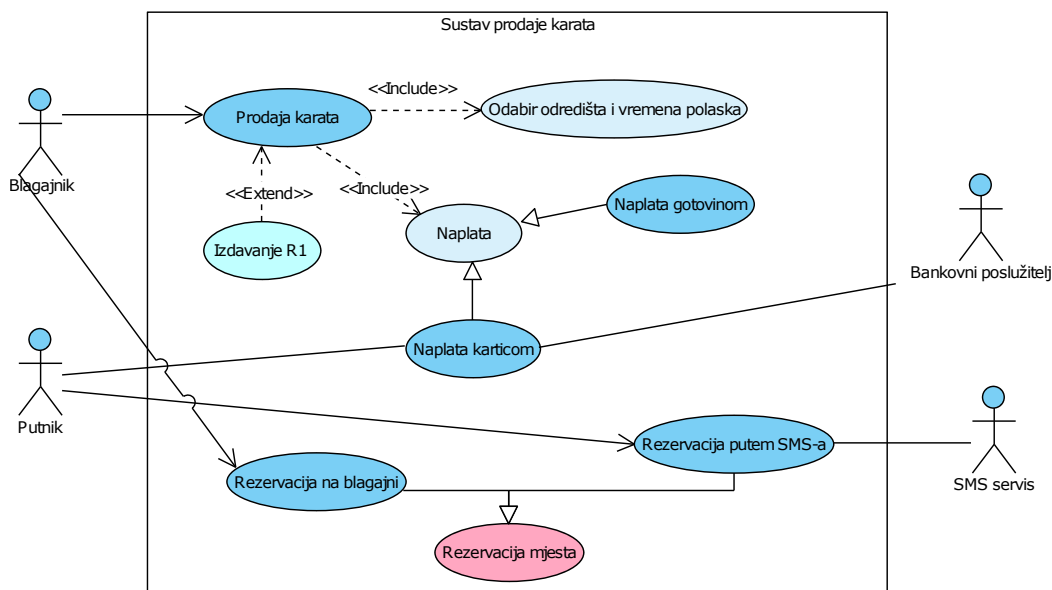 Sustav prodaje karata
<<Include>>
Prodaja karata
Odabir odredišta i vremena polaska
Blagajnik
<<Extend>>
<<Include>>
Naplata gotovinom
Naplata
Izdavanje R1
Bankovni poslužitelj
Naplata karticom
Putnik
Rezervacija putem SMS-a
Rezervacija na blagajni
SMS servis
Rezervacija mjesta